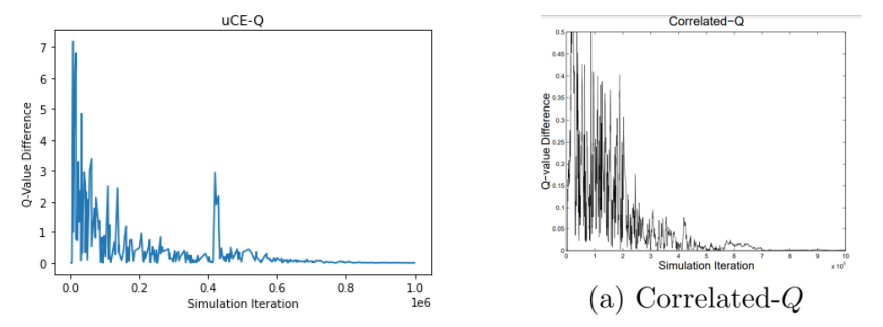 uCE-Q
7
6
5
4
3
2
1
0
Q-Value Difference
0.0 0.2 0.4 0.6 0.8 1.0
1e6
Simulation Iteration
Correlated−Q
0.5
0.45
0.4
0.35
0.3
0.25
0.2
0.15
0.1
0.05
0
Q−value Difference
0 1 2 3 4 5 6 7 8 9 10
Simulation Iteration
(a) Correlated-Q